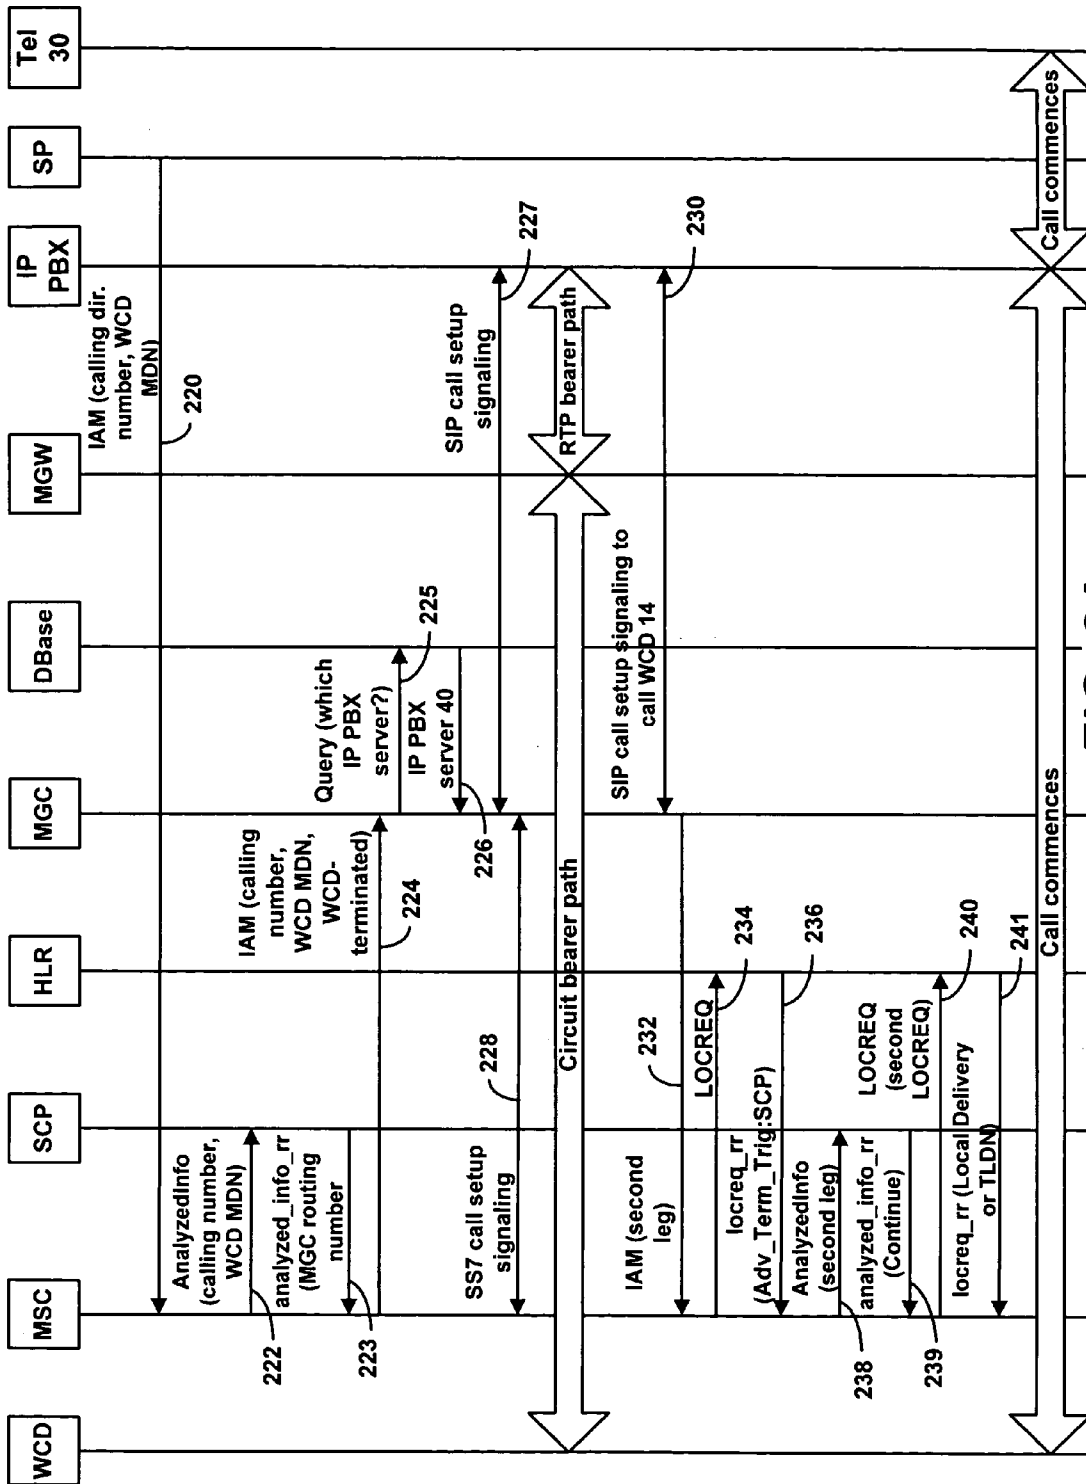 WCD
MSC
SCP
HLR
MGC
DBase
MGW
IP
PBX
SP
Tel
30
IAM (calling dir.
number, WCD
MDN)
220
AnalyzedInfo
(calling number,
WCD MDN)
222
analyzed_info_rr
(MGC routing
number
223
IAM (calling
number,
WCD MDN,
WCD-
terminated)
224
Query (which
IP PBX
server?)
225
IP PBX
server 40
226
SIP call setup
signaling
227
SS7 call setup
signaling
228
Circuit bearer path
RTP bearer path
SIP call setup signaling to
call WCD 14
230
IAM (second
leg)
232
LOCREQ
234
locreq_rr
(Adv_Term_Trig:SCP)
236
AnalyzedInfo
(second leg)
238
analyzed_info_rr
(Continue)
239
LOCREQ
(second
LOCREQ)
240
locreq_rr (Local Delivery
or TLDN)
241
Call commences
Call commences